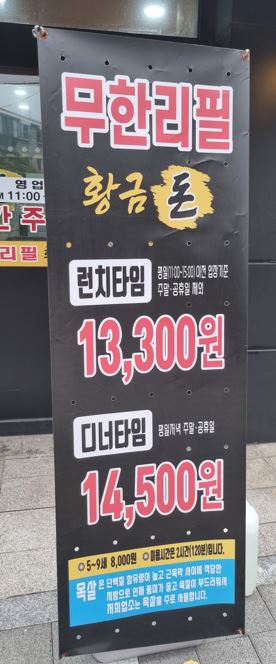 무한리필
황금 돈
런치타임
평일(11:00~15:00) 이전 입장기준
주말·공휴일 제외
13,300원
디너타임
평일저녁 주말·공휴일
14,500원
5~9세 8,000원
이용시간은 2시간(120분)입니다.
목살은 단백질 함유량이 높고 근육막 사이에 적당한
지방으로 인해 풍미가 좋고 육질이 부드러워서
저희업소는 목살을 주로 사용합니다.
영업
AM 11:00
리필